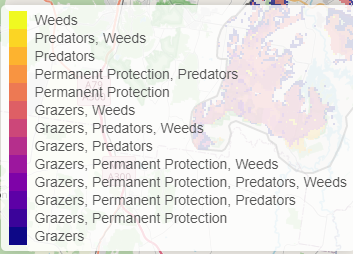 Weeds
Predators, Weeds
Predators
Permanent Protection, Predators
Permanent Protection
Grazers, Weeds
Grazers, Predators, Weeds
Grazers, Predators
Grazers, Permanent Protection, Weeds
Grazers, Permanent Protection, Predators, Weeds
Grazers, Permanent Protection, Predators
Grazers, Permanent Protection
Grazers